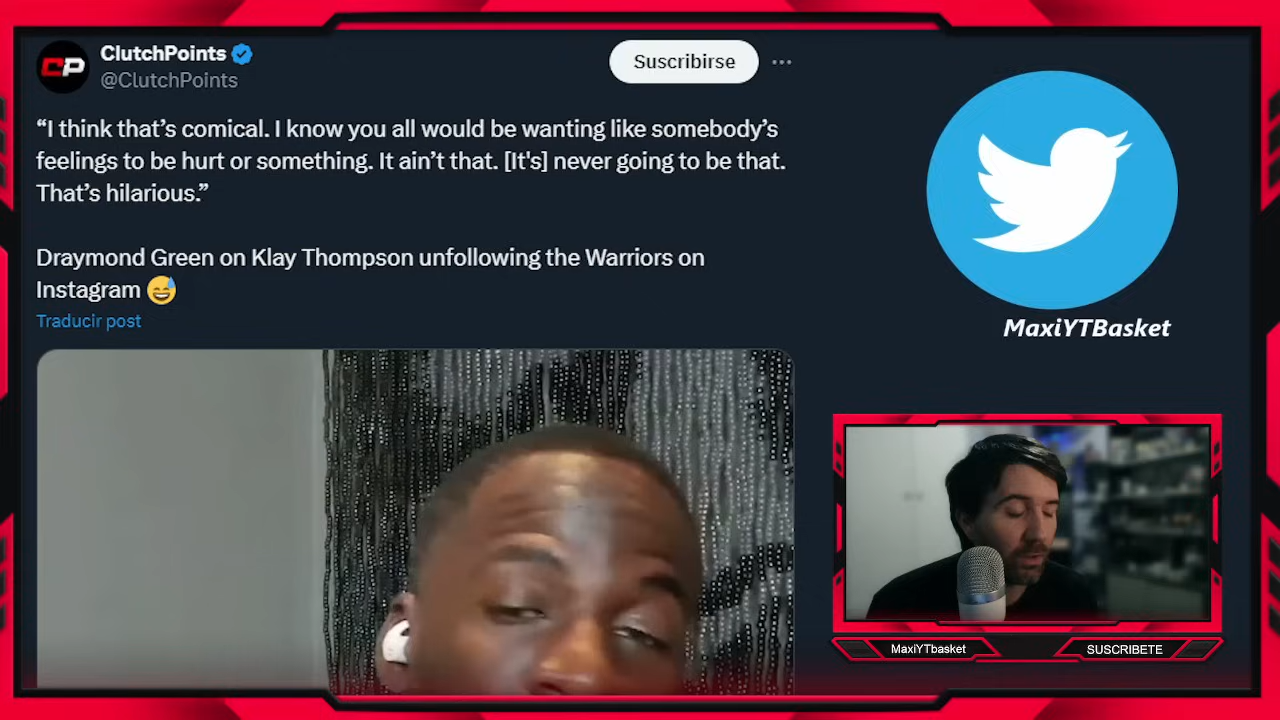 CP
ClutchPoints
@ClutchPoints
Suscribirse
“I think that’s comical. I know you all would be wanting like somebody’s
feelings to be hurt or something. It ain’t that. [It's] never going to be that.
That’s hilarious.”
Draymond Green on Klay Thompson unfollowing the Warriors on
Instagram 😅
Traducir post
MaxiYTBasket
MaxiYTbasket
SUSCRIBETE